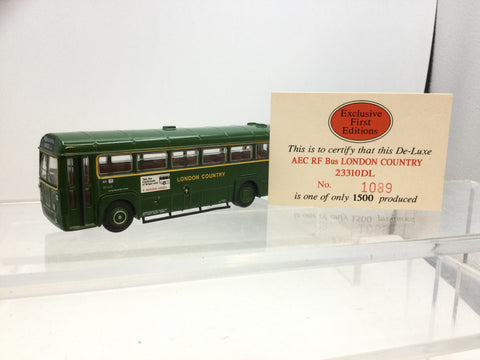 LONDON COUNTRY
Exclusive
First
Editions
This is to certify that this De-Luxe
AEC RF Bus LONDON COUNTRY
23310DL
No. 1089
is one of only 1500 produced